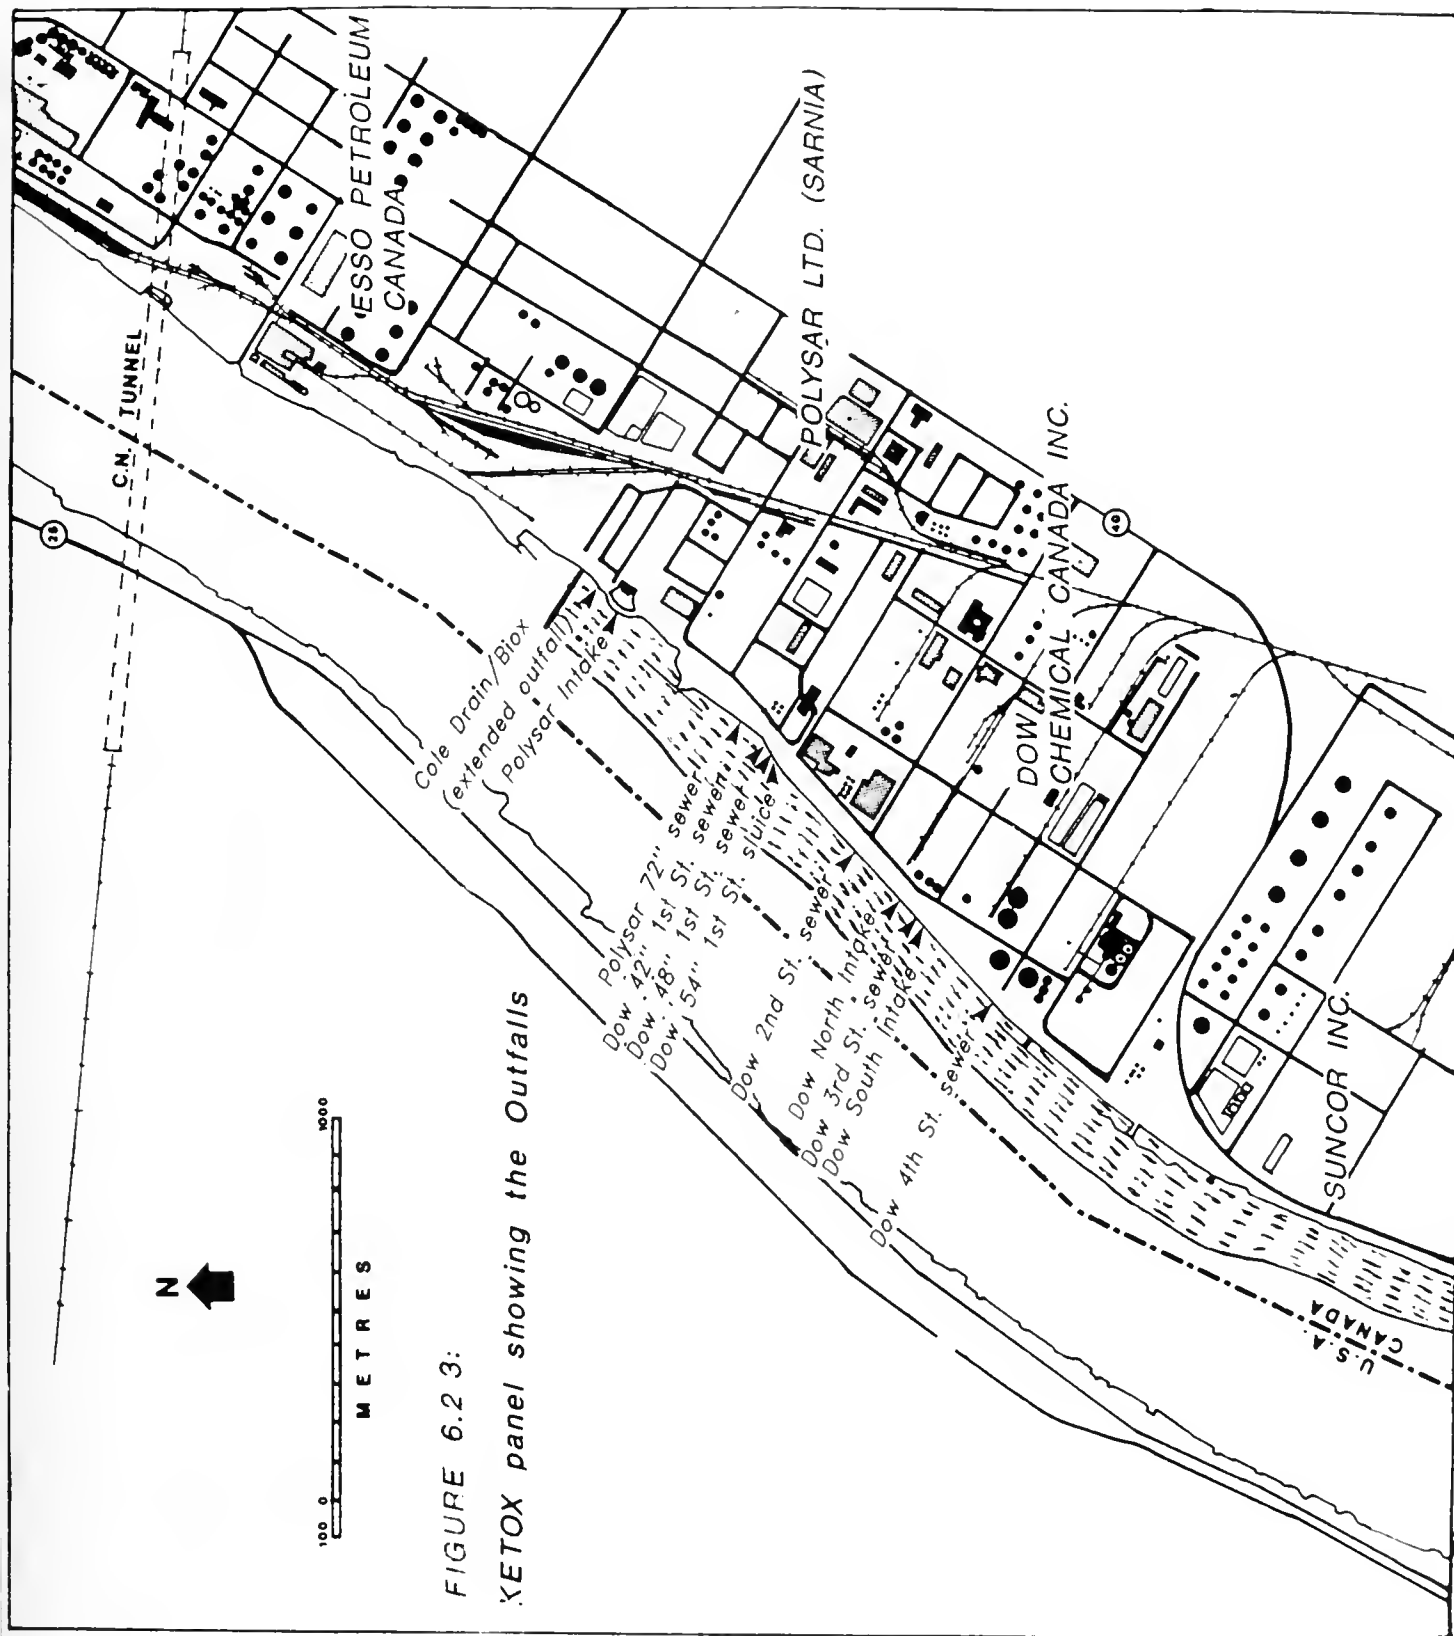 ESSO PETROLEUM
CANADA
C.N. TUNNEL
26
POLYSAR LTD. (SARNIA)
DOW
CHEMICAL CANADA INC.
40
SUNCOR INC.
Cole Drain/Biox
(extended outfall)
Polysar Intake
Polysar 72" sewer
Dow 42" 1st St. sewer
Dow 48" 1st St. sewer
Dow 54" 1st St. sluice
Dow 2nd St. sewer
Dow North Intake
Dow 3rd St. sewer
Dow South Intake
Dow 4th St. sewer
U.S.A.
CANADA
N
100 0 1000
METRES
FIGURE 6.2 3:
KETOX panel showing the Outfalls